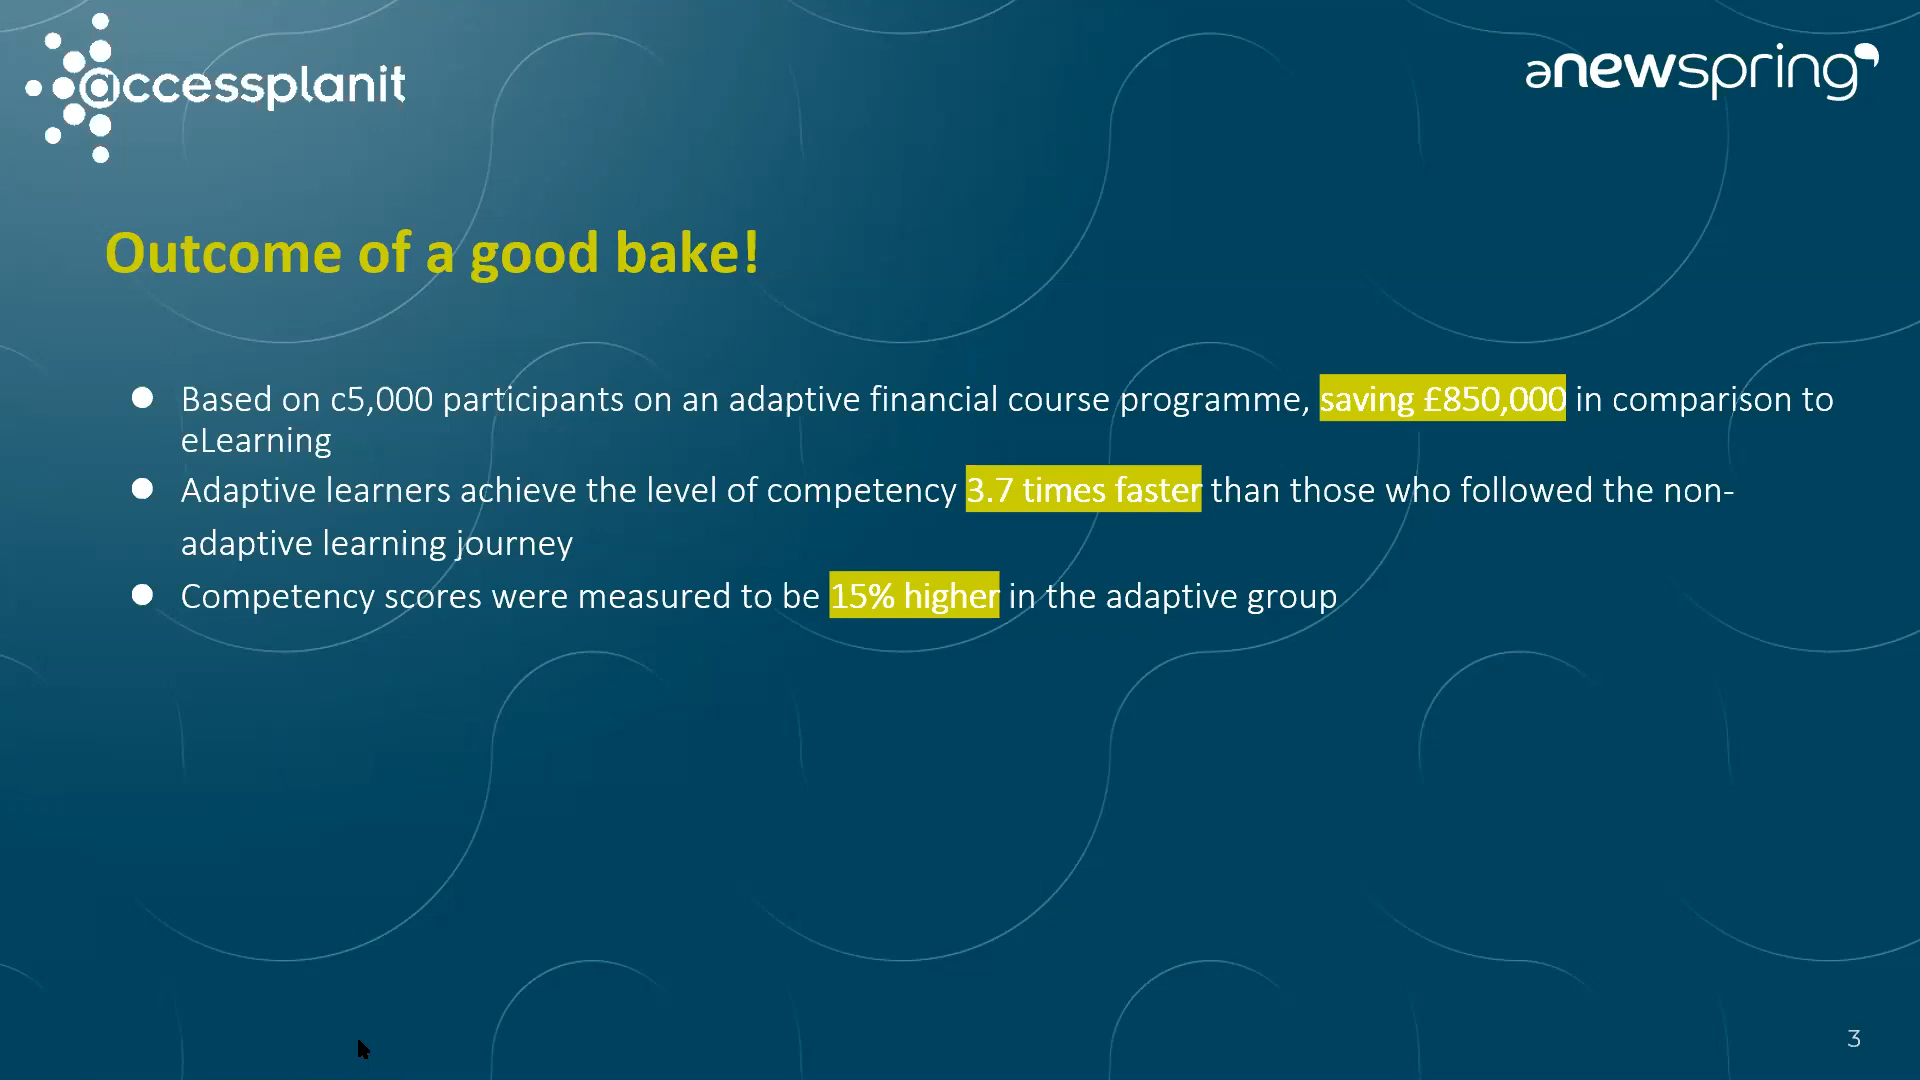 @ccessplanit
anewspring
Outcome of a good bake!
● Based on c5,000 participants on an adaptive financial course programme, saving £850,000 in comparison to
eLearning
● Adaptive learners achieve the level of competency 3.7 times faster than those who followed the non-
adaptive learning journey
● Competency scores were measured to be 15% higher in the adaptive group
3